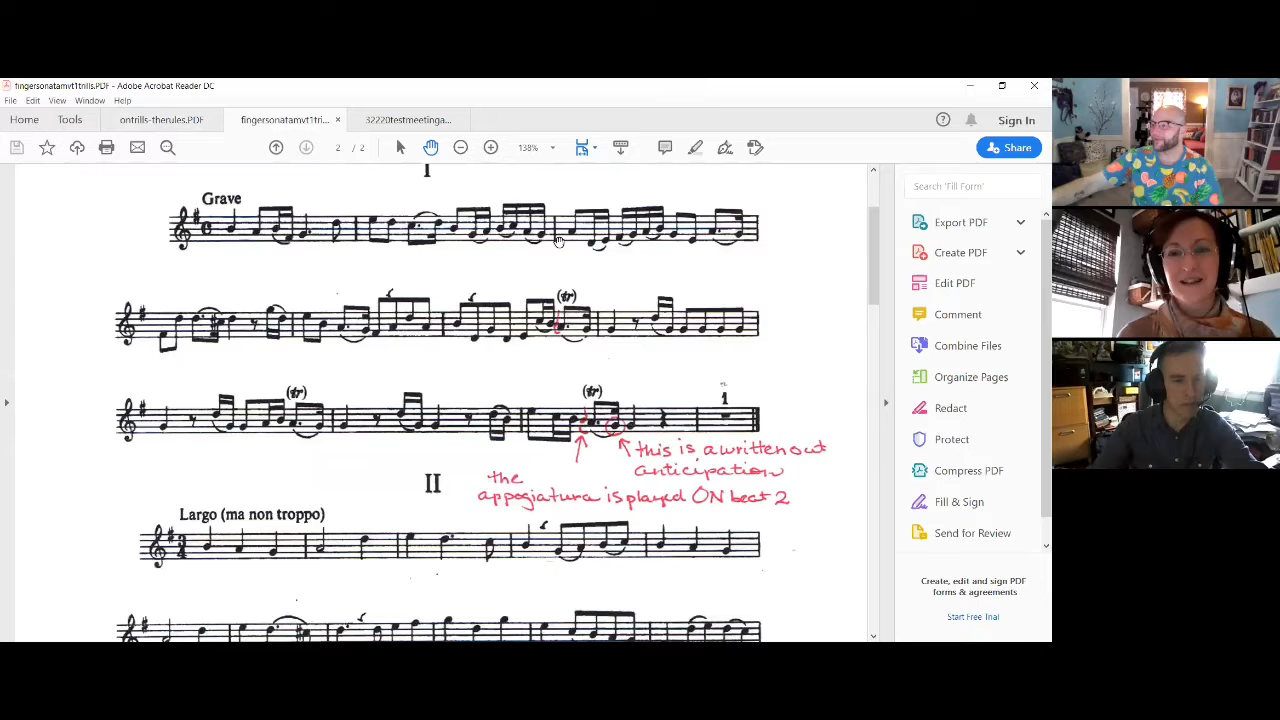 fingersonatamvt1trills.PDF - Adobe Acrobat Reader DC
File Edit View Window Help
Home Tools ontrills-therules.PDF fingersonatamvt1tri... × 32220testmeetinga... Sign In
2 / 2 138% Share
I
Grave
(tr)
(tr) (tr)
1
this is a written out
anticipation
the
appogiatura is played ON beat 2
II
Largo (ma non troppo)
3
4
Search 'Fill Form'
Export PDF
Create PDF
Edit PDF
Comment
Combine Files
Organize Pages
Redact
Protect
Compress PDF
Fill & Sign
Send for Review
Create, edit and sign PDF
forms & agreements
Start Free Trial